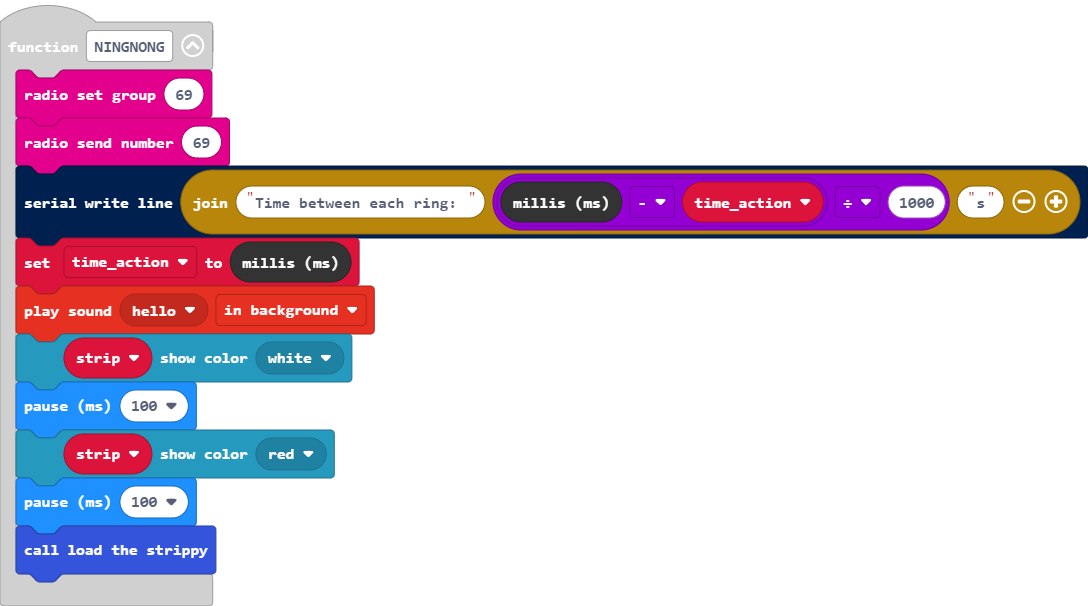 function NINGNONG
radio set group 69
radio send number 69
serial write line join "Time between each ring: " millis (ms) - time_action ÷ 1000 "s"
set time_action to millis (ms)
play sound hello in background
strip show color white
pause (ms) 100
strip show color red
pause (ms) 100
call load the strippy